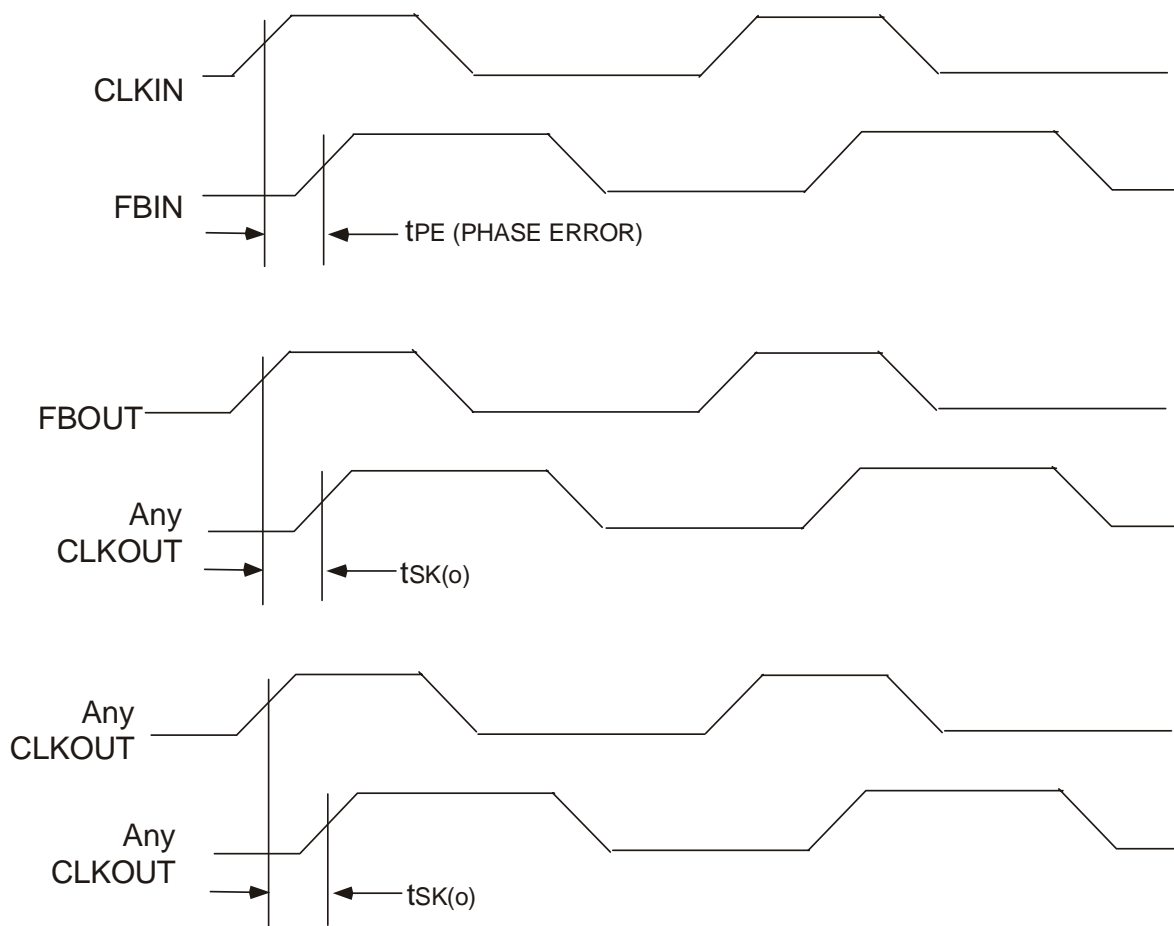 CLKIN
FBIN
tPE (PHASE ERROR)
FBOUT
Any
CLKOUT
tSK(o)
Any
CLKOUT
Any
CLKOUT
tSK(o)